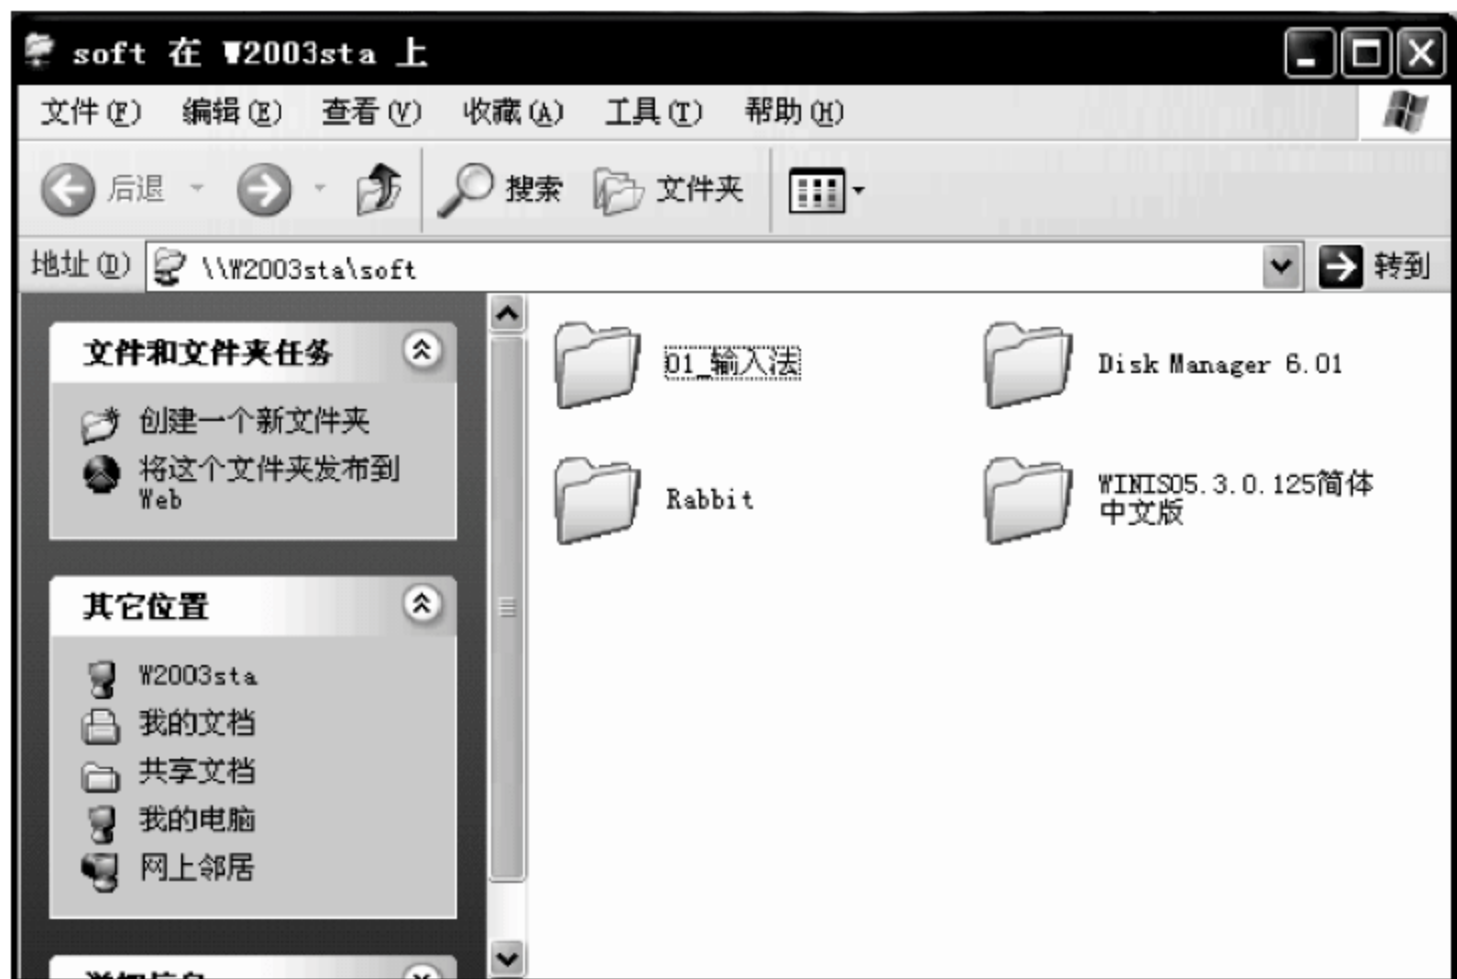 soft 在 W2003sta 上
文件(F) 编辑(E) 查看(V) 收藏(A) 工具(T) 帮助(H)
后退 搜索 文件夹
地址(D) \\W2003sta\soft 转到
文件和文件夹任务
创建一个新文件夹
将这个文件夹发布到
Web
其它位置
W2003sta
我的文档
共享文档
我的电脑
网上邻居
详细信息
01_输入法
Disk Manager 6.01
Rabbit
WINISO5.3.0.125简体
中文版